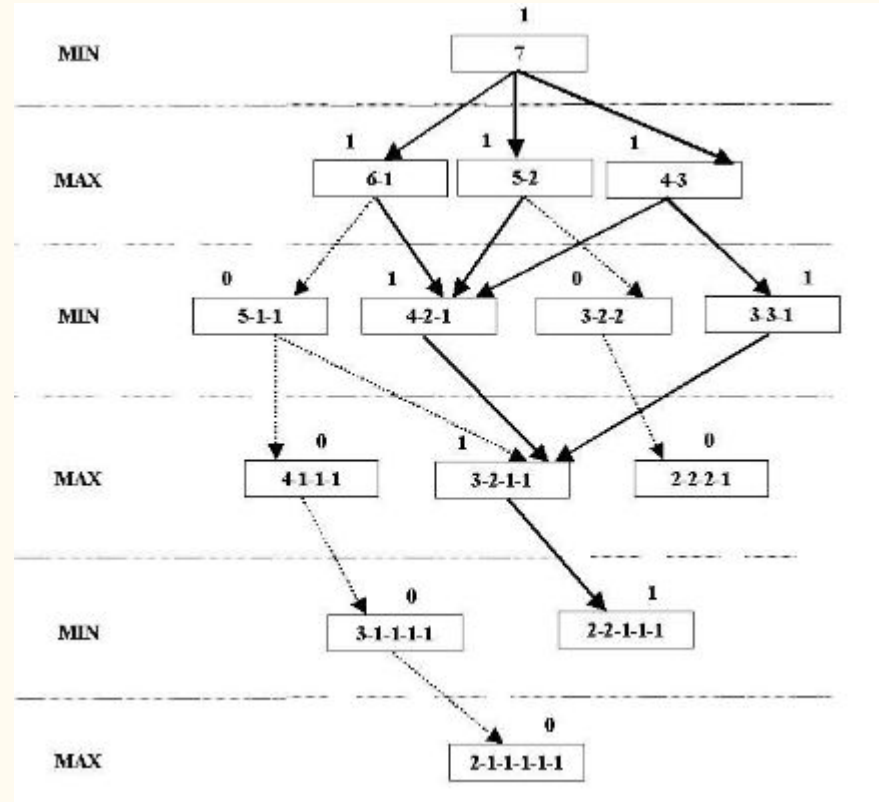 1
MIN 7
1 1 1
MAX 6-1 5-2 4-3
0 1 0 1
MIN 5-1-1 4-2-1 3-2-2 3-3-1
0 1 0
MAX 4-1-1-1 3-2-1-1 2-2-2-1
0 1
MIN 3-1-1-1-1 2-2-1-1-1
0
MAX 2-1-1-1-1-1